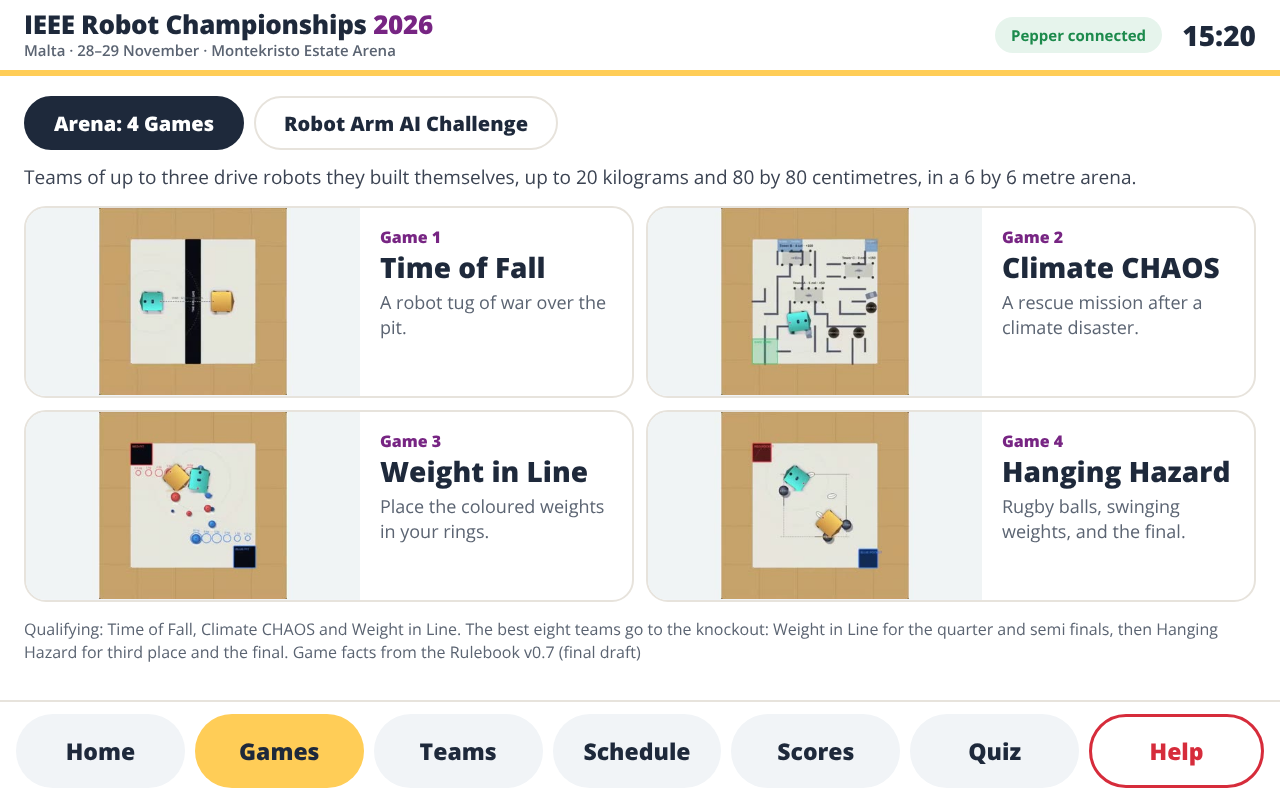 IEEE Robot Championships 2026
Malta · 28–29 November · Montekristo Estate Arena
Pepper connected
15:20
Arena: 4 Games
Robot Arm AI Challenge
Teams of up to three drive robots they built themselves, up to 20 kilograms and 80 by 80 centimetres, in a 6 by 6 metre arena.
Game 1
Time of Fall
A robot tug of war over the
pit.
Game 2
Climate CHAOS
A rescue mission after a
climate disaster.
Game 3
Weight in Line
Place the coloured weights
in your rings.
Game 4
Hanging Hazard
Rugby balls, swinging
weights, and the final.
Qualifying: Time of Fall, Climate CHAOS and Weight in Line. The best eight teams go to the knockout: Weight in Line for the quarter and semi finals, then Hanging
Hazard for third place and the final. Game facts from the Rulebook v0.7 (final draft)
Home
Games
Teams
Schedule
Scores
Quiz
Help